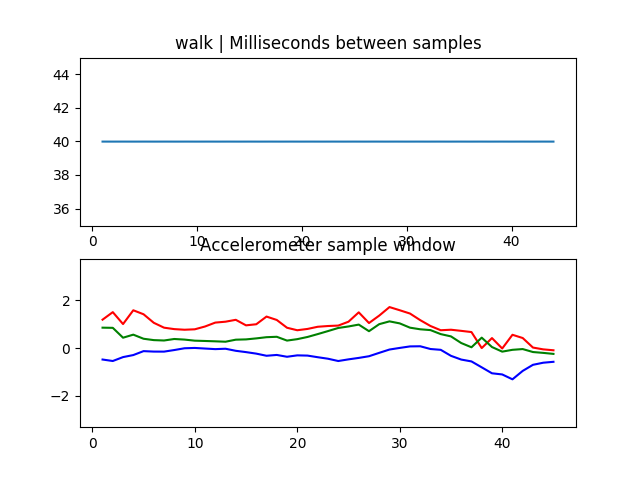 walk | Milliseconds between samples
44
42
40
38
36
0 10 20 30 40
Accelerometer sample window
2
0
−2
0 10 20 30 40